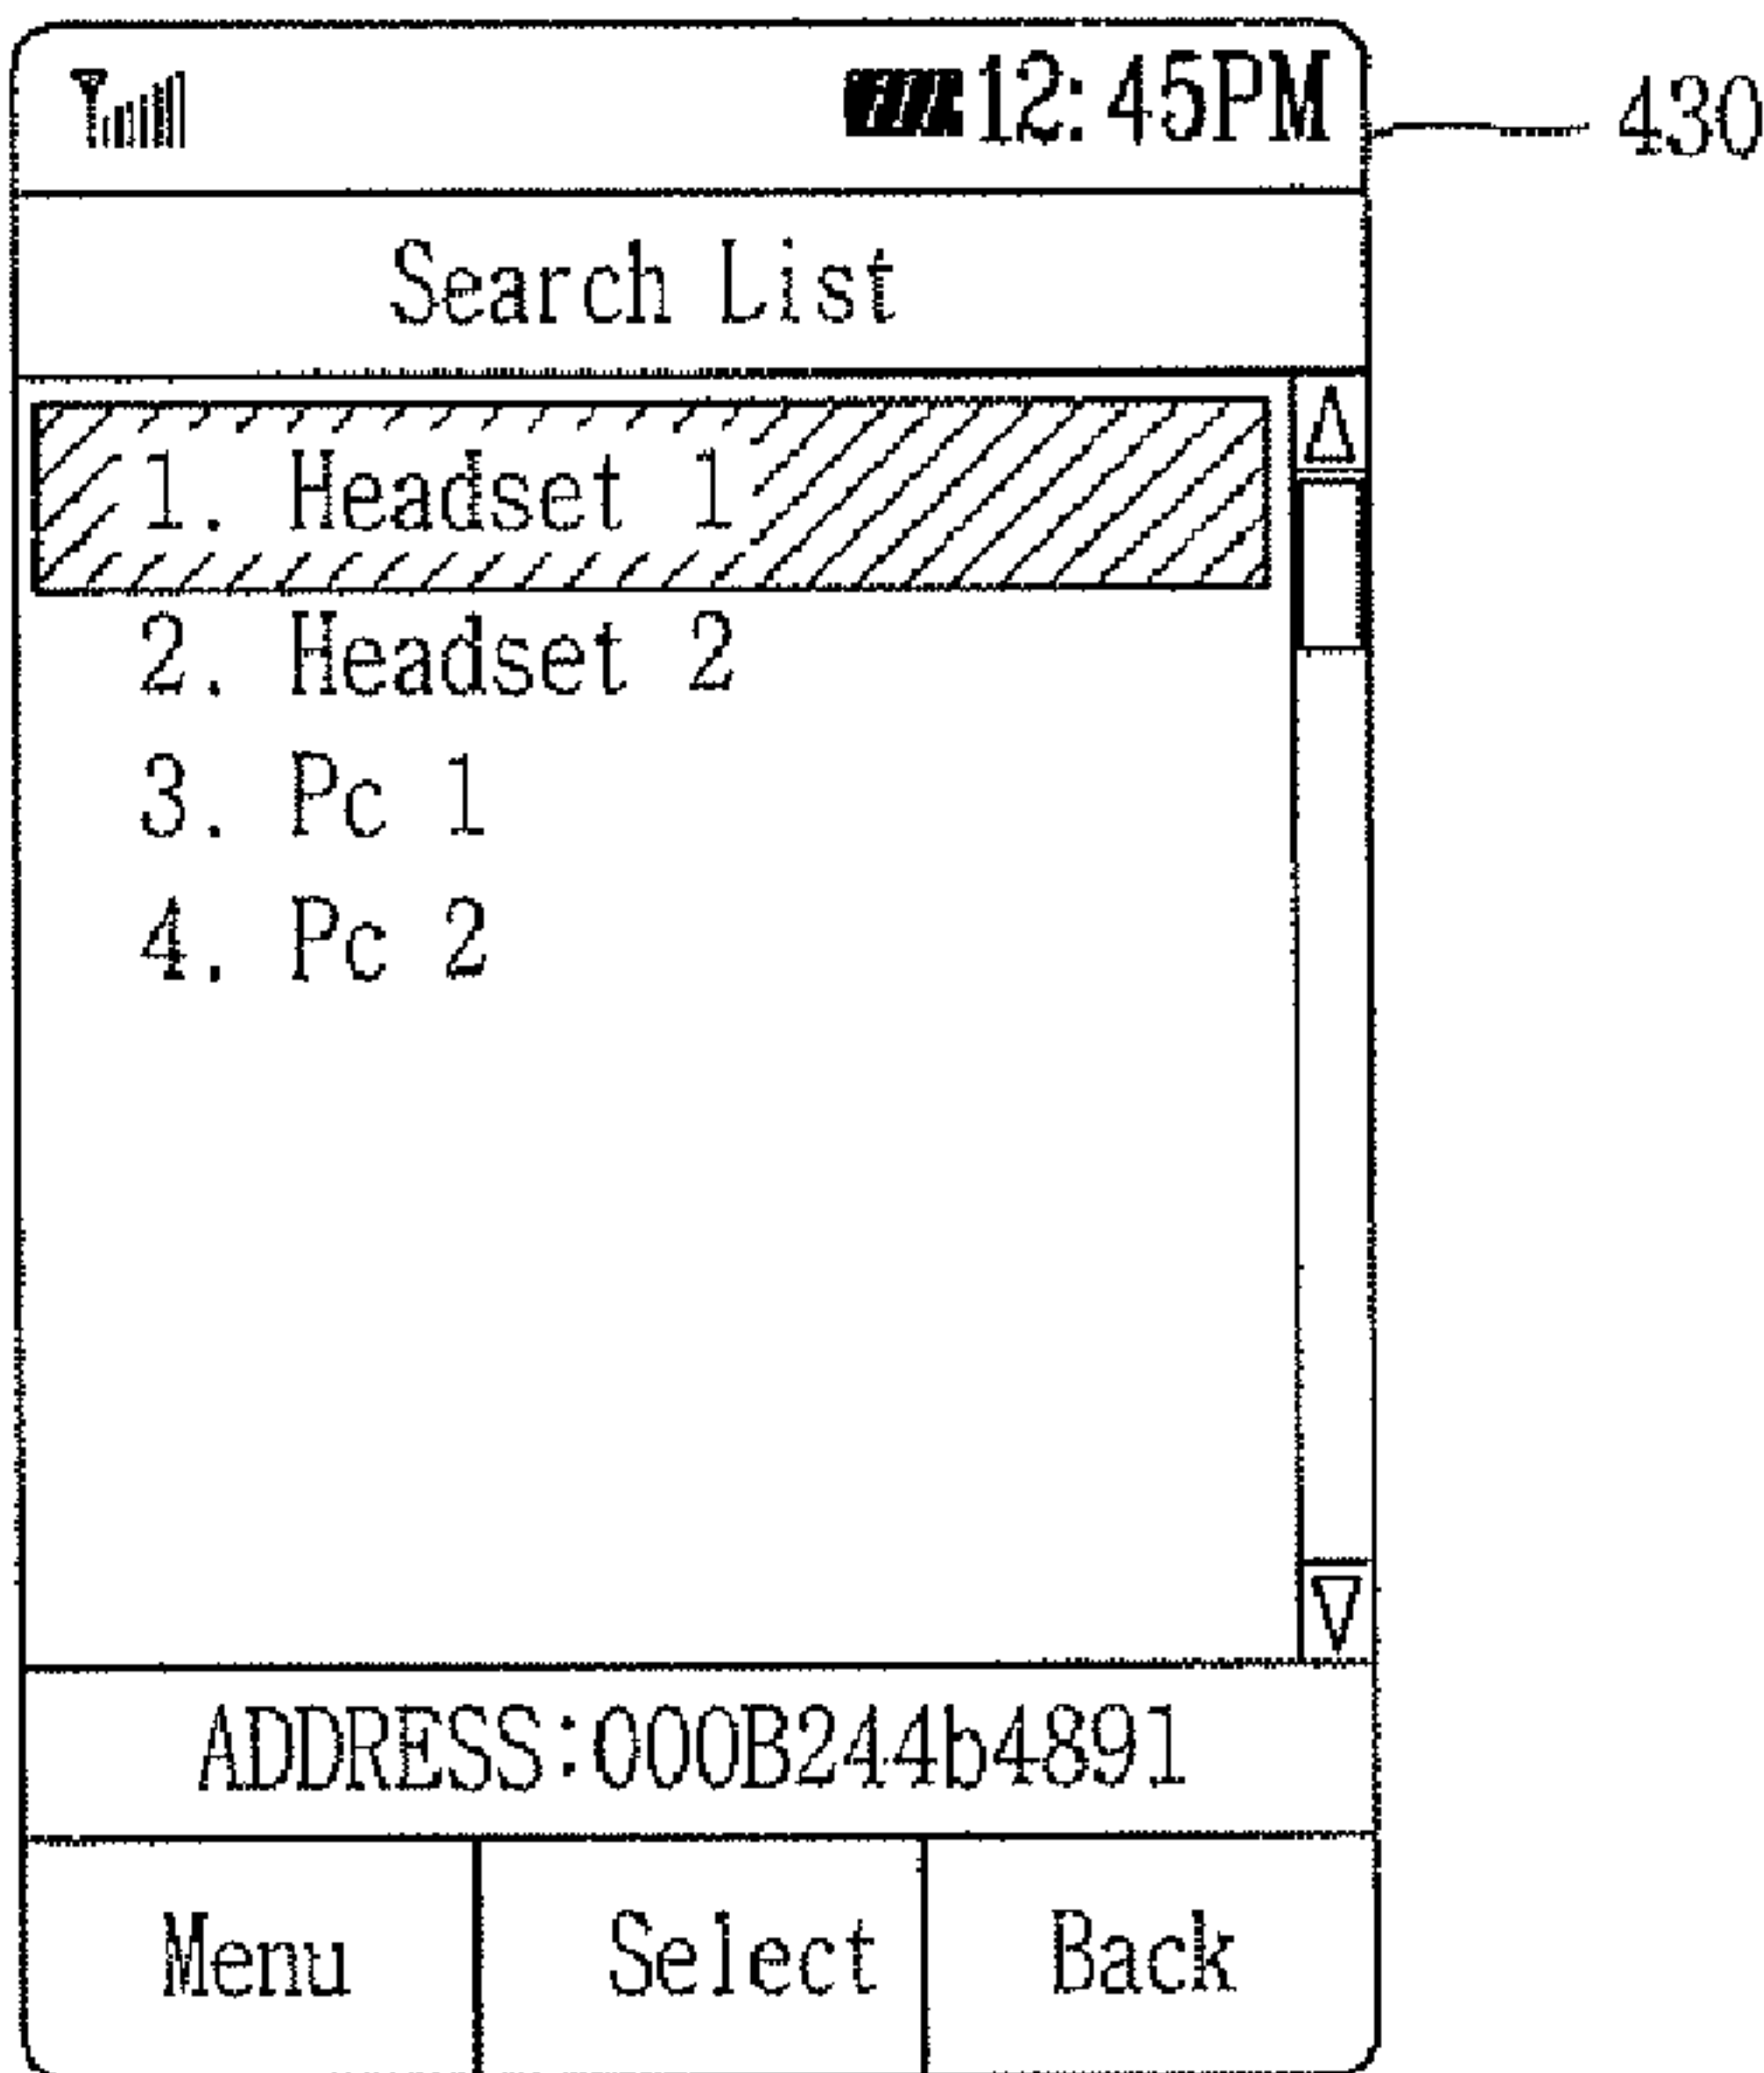 12:45PM
430
Search List
1. Headset 1
2. Headset 2
3. Pc 1
4. Pc 2
ADDRESS:000B244b4891
Menu Select Back